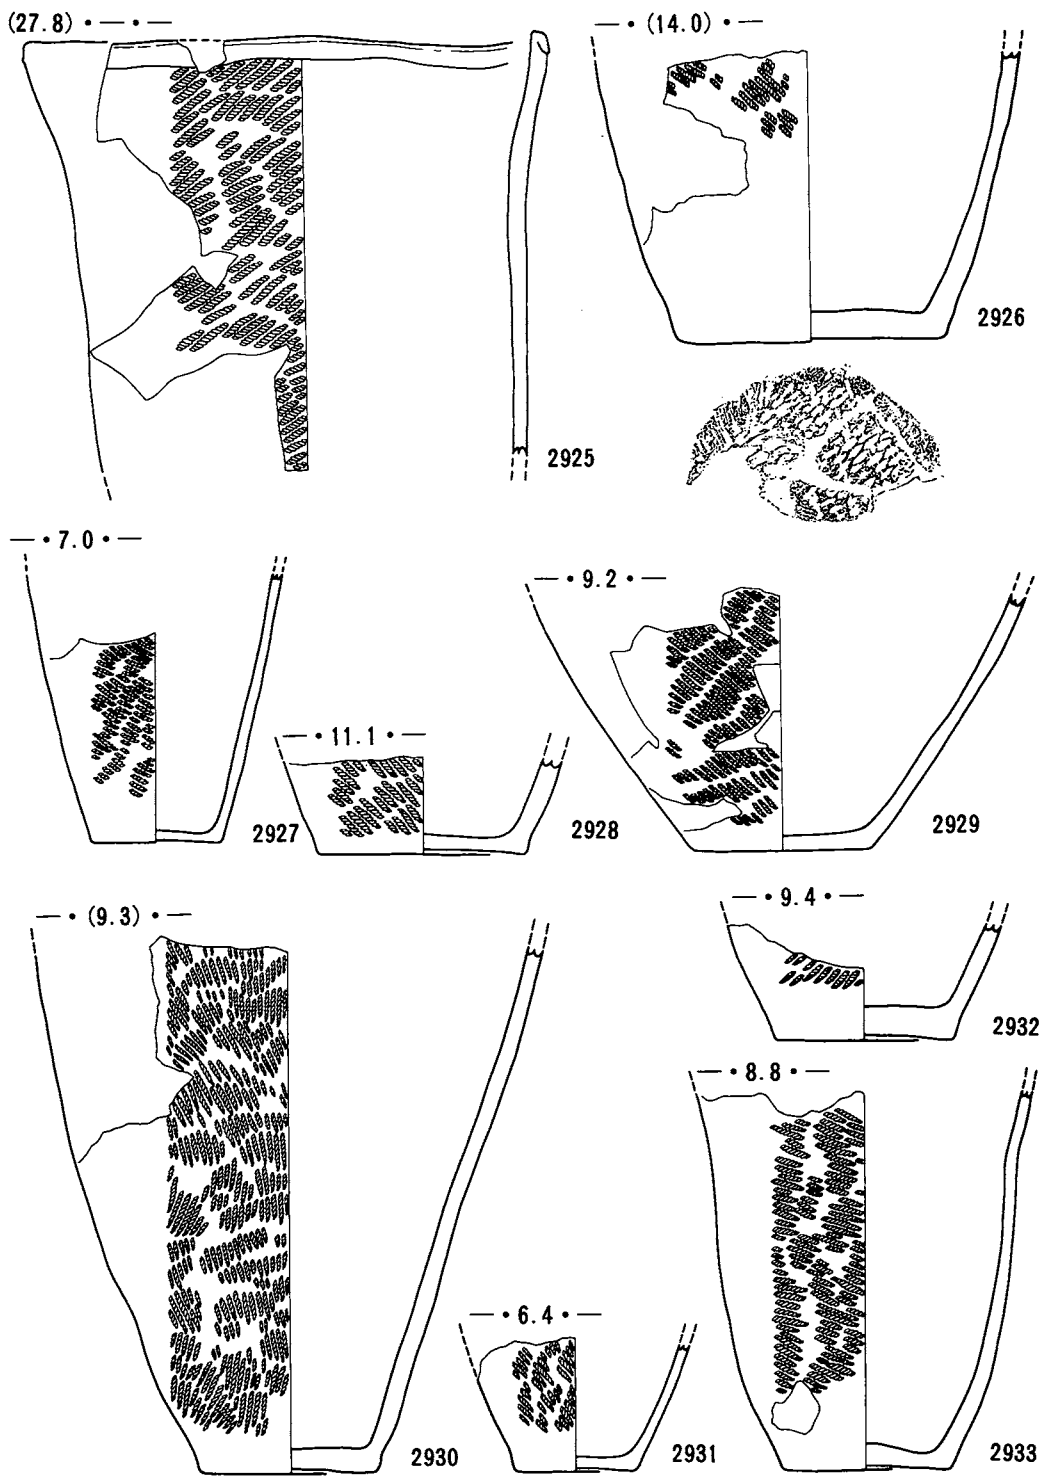 (27.8) • — • —
— • (14.0) • —
2925
2926
— • 7.0 • —
— • 9.2 • —
— • 11.1 • —
2927
2928
2929
— • (9.3) • —
— • 9.4 • —
2932
— • 8.8 • —
— • 6.4 • —
2930
2931
2933